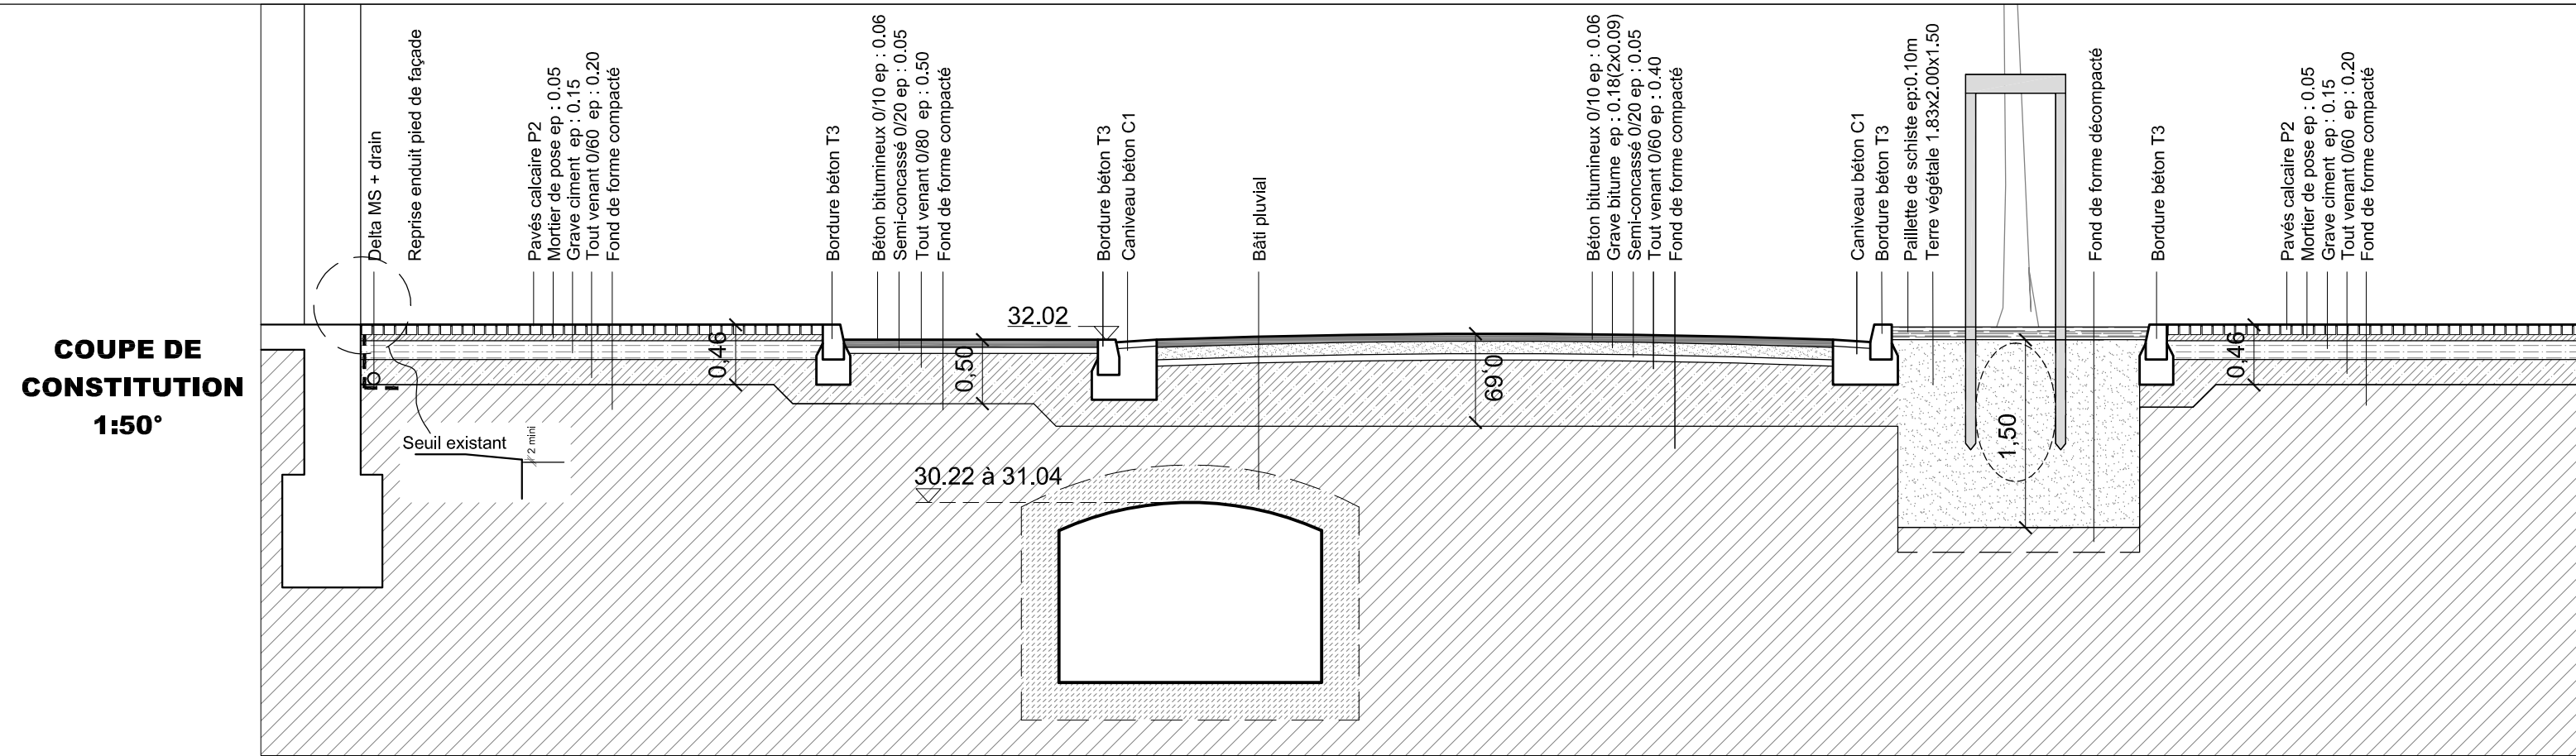 COUPE DE
CONSTITUTION
1:50°
Delta MS + drain
Reprise enduit pied de façade
Pavés calcaire P2
Mortier de pose ep : 0.05
Grave ciment ep : 0.15
Tout venant 0/60 ep : 0.20
Fond de forme compacté
Bordure béton T3
Béton bitumineux 0/10 ep : 0.06
Semi-concassé 0/20 ep : 0.05
Tout venant 0/80 ep : 0.50
Fond de forme compacté
Bordure béton T3
Caniveau béton C1
Bâti pluvial
Béton bitumineux 0/10 ep : 0.06
Grave bitume ep : 0.18(2x0.09)
Semi-concassé 0/20 ep : 0.05
Tout venant 0/60 ep : 0.40
Fond de forme compacté
Caniveau béton C1
Bordure béton T3
Paillette de schiste ep:0.10m
Terre végétale 1.83x2.00x1.50
Fond de forme décompacté
Bordure béton T3
Pavés calcaire P2
Mortier de pose ep : 0.05
Grave ciment ep : 0.15
Tout venant 0/60 ep : 0.20
Fond de forme compacté
32.02
0,46
0,50
0,69
1,50
0,46
Seuil existant
2 mini
30.22 à 31.04